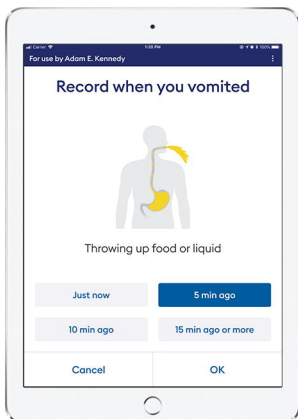 Carrier
1:20 PM
100%
For use by Adam E. Kennedy
Record when you vomited
Throwing up food or liquid
Just now
5 min ago
10 min ago
15 min ago or more
Cancel
OK